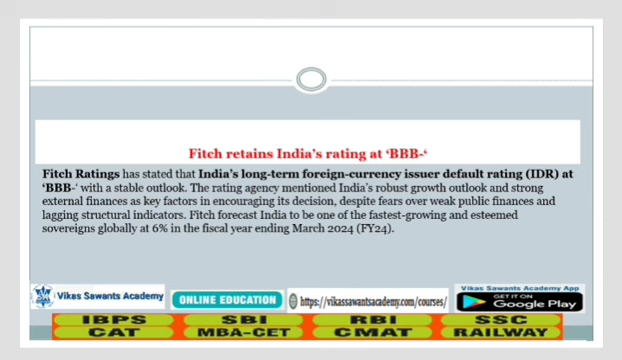 Fitch retains India's rating at 'BBB-'
Fitch Ratings has stated that India's long-term foreign-currency issuer default rating (IDR) at
'BBB-' with a stable outlook. The rating agency mentioned India's robust growth outlook and strong
external finances as key factors in encouraging its decision, despite fears over weak public finances and
lagging structural indicators. Fitch forecast India to be one of the fastest-growing and esteemed
sovereigns globally at 6% in the fiscal year ending March 2024 (FY24).
Vikas Sawants Academy
ONLINE EDUCATION
https://vikassawantsacademy.com/courses/
Vikas Sawants Academy App
GET IT ON
Google Play
IBPS SBI RBI SSC
CAT MBA-CET CMAT RAILWAY